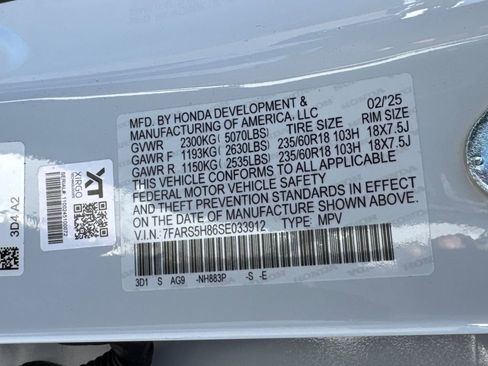 MFD. BY HONDA DEVELOPMENT & 02/'25
MANUFACTURING OF AMERICA, LLC
GVWR 2300KG ( 5070LBS) TIRE SIZE RIM SIZE
GAWR F 1193KG ( 2630LBS) 235/60R18 103H 18X7.5J
GAWR R 1150KG ( 2535LBS) 235/60R18 103H 18X7.5J
THIS VEHICLE CONFORMS TO ALL APPLICABLE
FEDERAL MOTOR VEHICLE SAFETY
AND THEFT PREVENTION STANDARDS IN EFFECT
ON THE DATE OF MANUFACTURE SHOWN ABOVE.
V.I.N. 7FARS5H86SE033912 TYPE: MPV
3D1 S AG9 -NH883P -S -E
XT
XERCO
3D4 A2